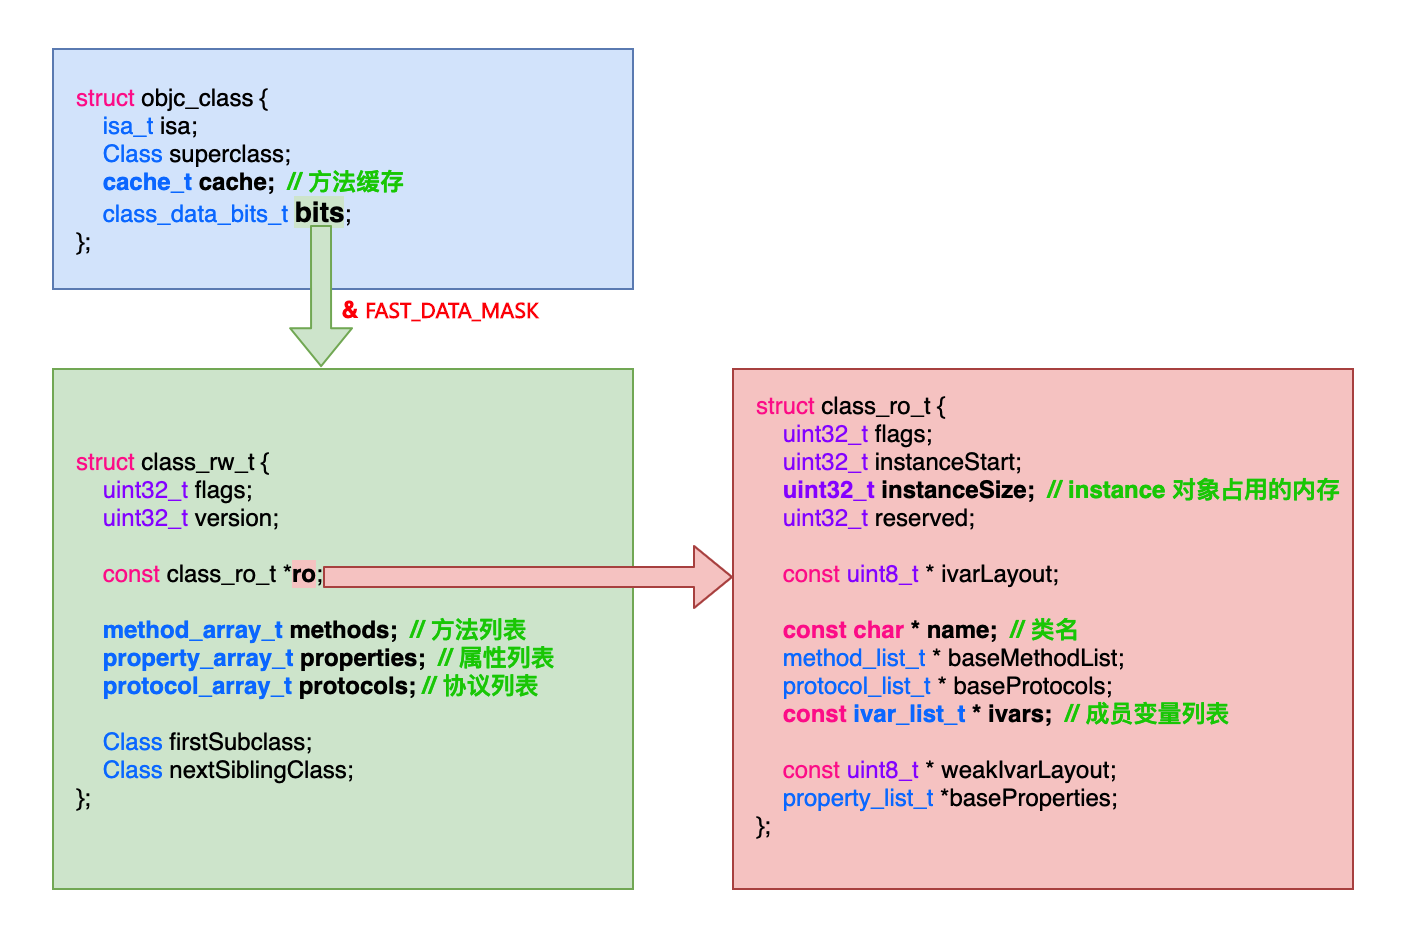 struct objc_class {
isa_t isa;
Class superclass;
cache_t cache; // 方法缓存
class_data_bits_t bits;
};
& FAST_DATA_MASK
struct class_rw_t {
uint32_t flags;
uint32_t version;
const class_ro_t *ro;
method_array_t methods; // 方法列表
property_array_t properties; // 属性列表
protocol_array_t protocols; // 协议列表
Class firstSubclass;
Class nextSiblingClass;
};
struct class_ro_t {
uint32_t flags;
uint32_t instanceStart;
uint32_t instanceSize; // instance 对象占用的内存
uint32_t reserved;
const uint8_t * ivarLayout;
const char * name; // 类名
method_list_t * baseMethodList;
protocol_list_t * baseProtocols;
const ivar_list_t * ivars; // 成员变量列表
const uint8_t * weakIvarLayout;
property_list_t *baseProperties;
};